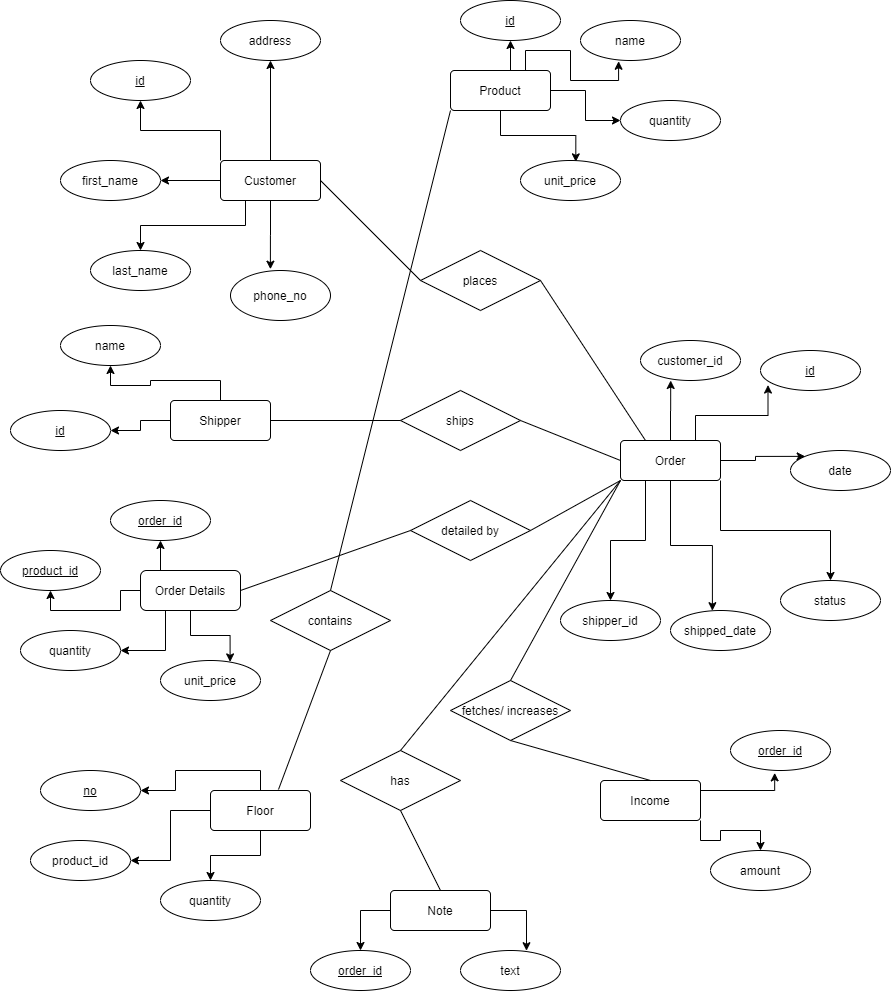 id
address
name
id
Product
quantity
first_name
Customer
unit_price
last_name
phone_no
places
name
customer_id
id
id
Shipper
ships
Order
date
order_id
detailed by
product_id
Order Details
status
contains
shipper_id
shipped_date
quantity
unit_price
fetches/ increases
order_id
no
has
Floor
Income
product_id
amount
quantity
Note
order_id
text